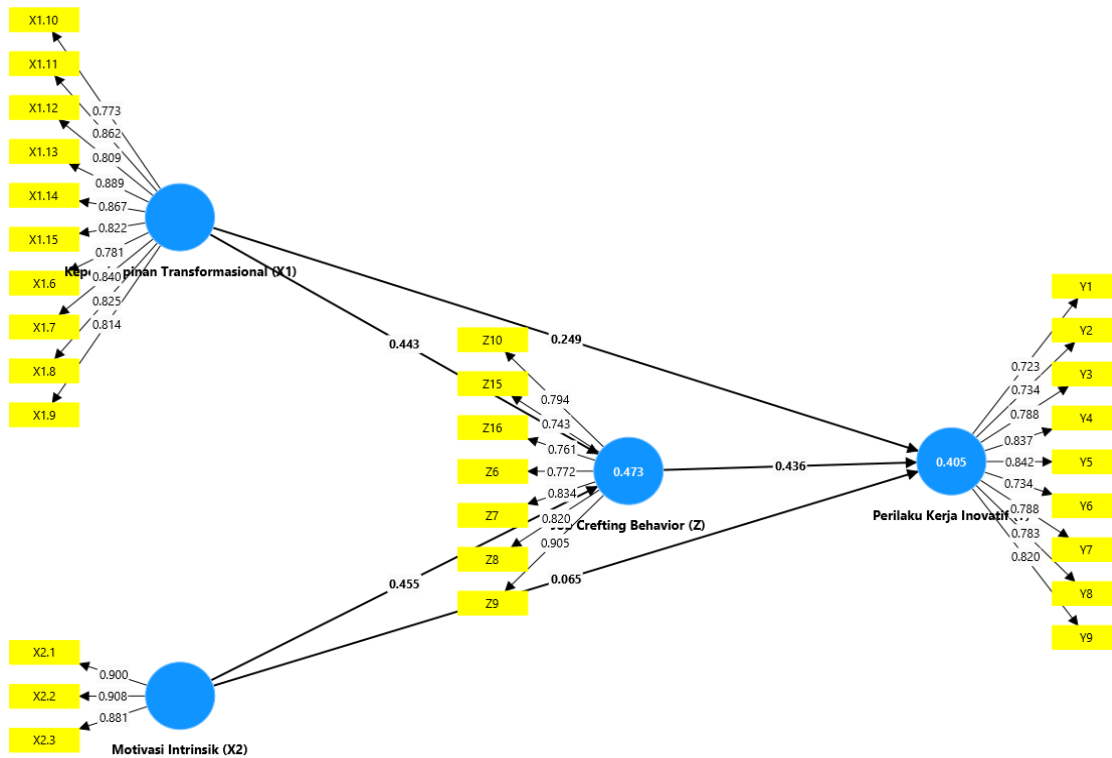 X1.10
X1.11
X1.12
X1.13
X1.14
X1.15
X1.6
X1.7
X1.8
X1.9
0.773
0.862
0.809
0.889
0.867
0.822
0.781
0.840
0.825
0.814
Transformasional (X1)
0.443
0.249
Z10
Z15
Z16
Z6
Z7
Z8
Z9
0.794
0.743
0.761
0.772
0.834
0.820
0.905
0.473
Crefting Behavior (Z)
0.436
0.455
0.065
X2.1
X2.2
X2.3
0.900
0.908
0.881
Motivasi Intrinsik (X2)
0.405
Perilaku Kerja Inovatif
Y1
Y2
Y3
Y4
Y5
Y6
Y7
Y8
Y9
0.723
0.734
0.788
0.837
0.842
0.734
0.788
0.783
0.820